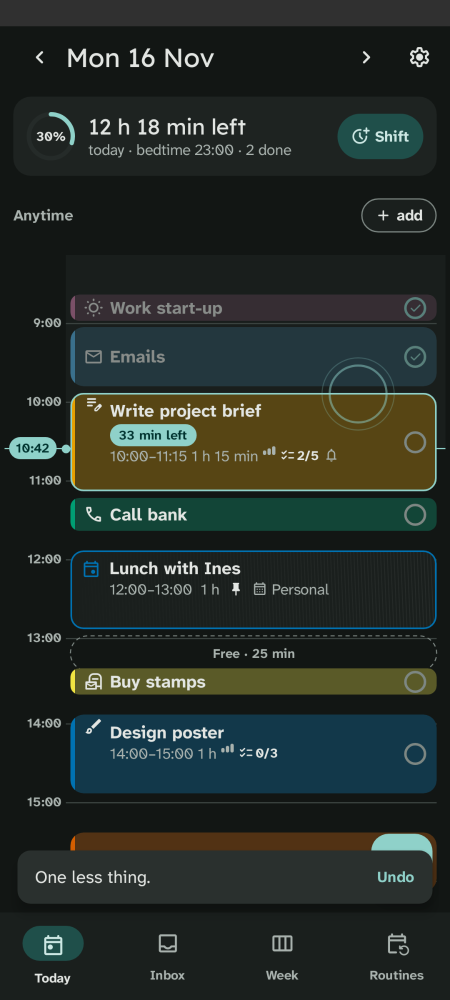 Mon 16 Nov
30%
12 h 18 min left
today · bedtime 23:00 · 2 done
Shift
Anytime
+ add
Work start-up
9:00
Emails
10:00
Write project brief
33 min left
10:42
10:00–11:15 1 h 15 min 2/5
11:00
Call bank
12:00
Lunch with Ines
12:00–13:00 1 h Personal
13:00
Free · 25 min
Buy stamps
14:00
Design poster
14:00–15:00 1 h 0/3
15:00
One less thing.
Undo
Today
Inbox
Week
Routines